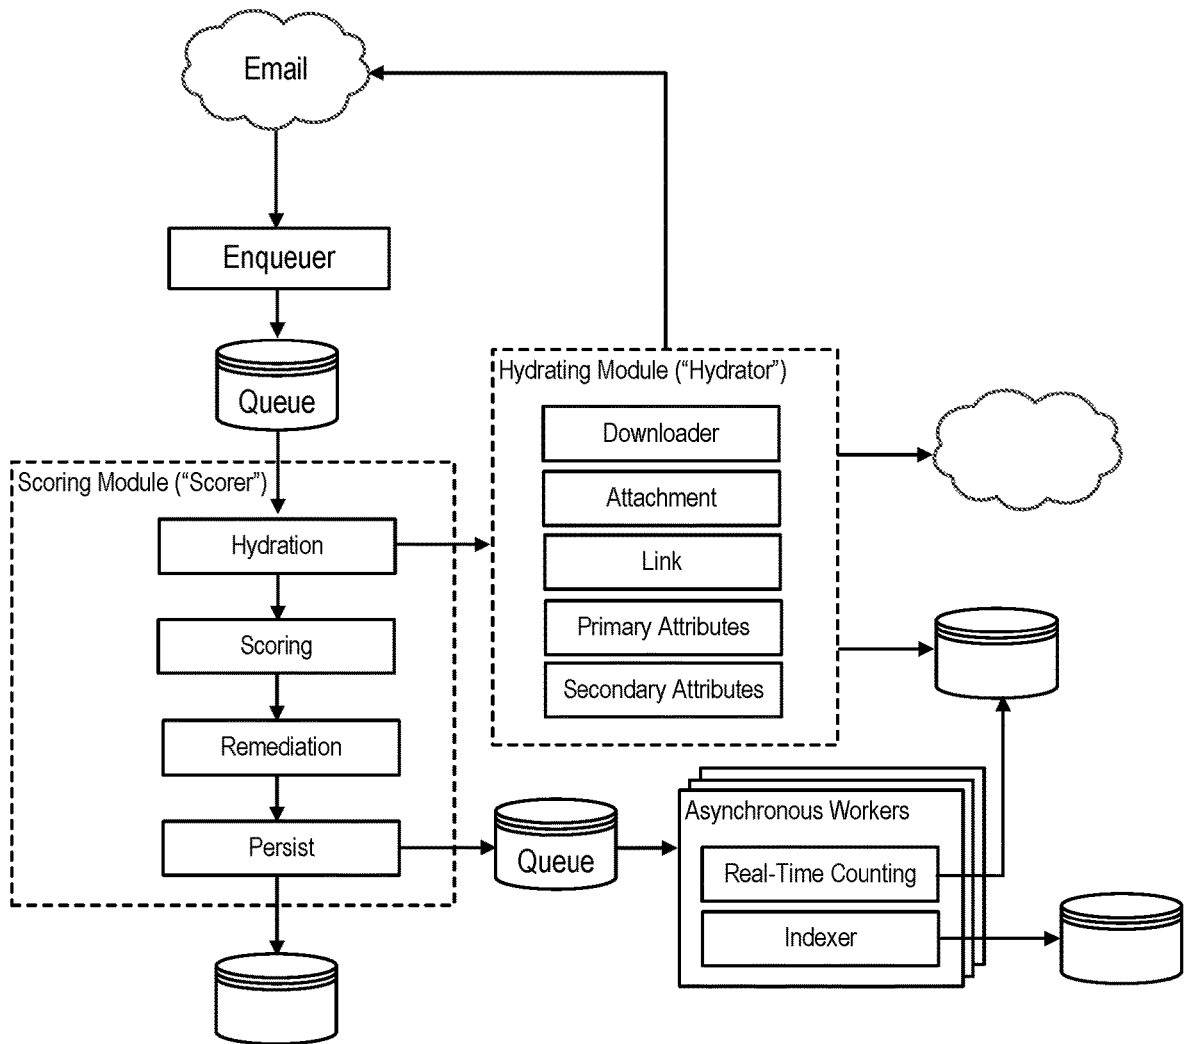 Email
Enqueuer
Queue
Hydrating Module (“Hydrator”)
Downloader
Attachment
Link
Primary Attributes
Secondary Attributes
Scoring Module (“Scorer”)
Hydration
Scoring
Remediation
Persist
Queue
Asynchronous Workers
Real-Time Counting
Indexer